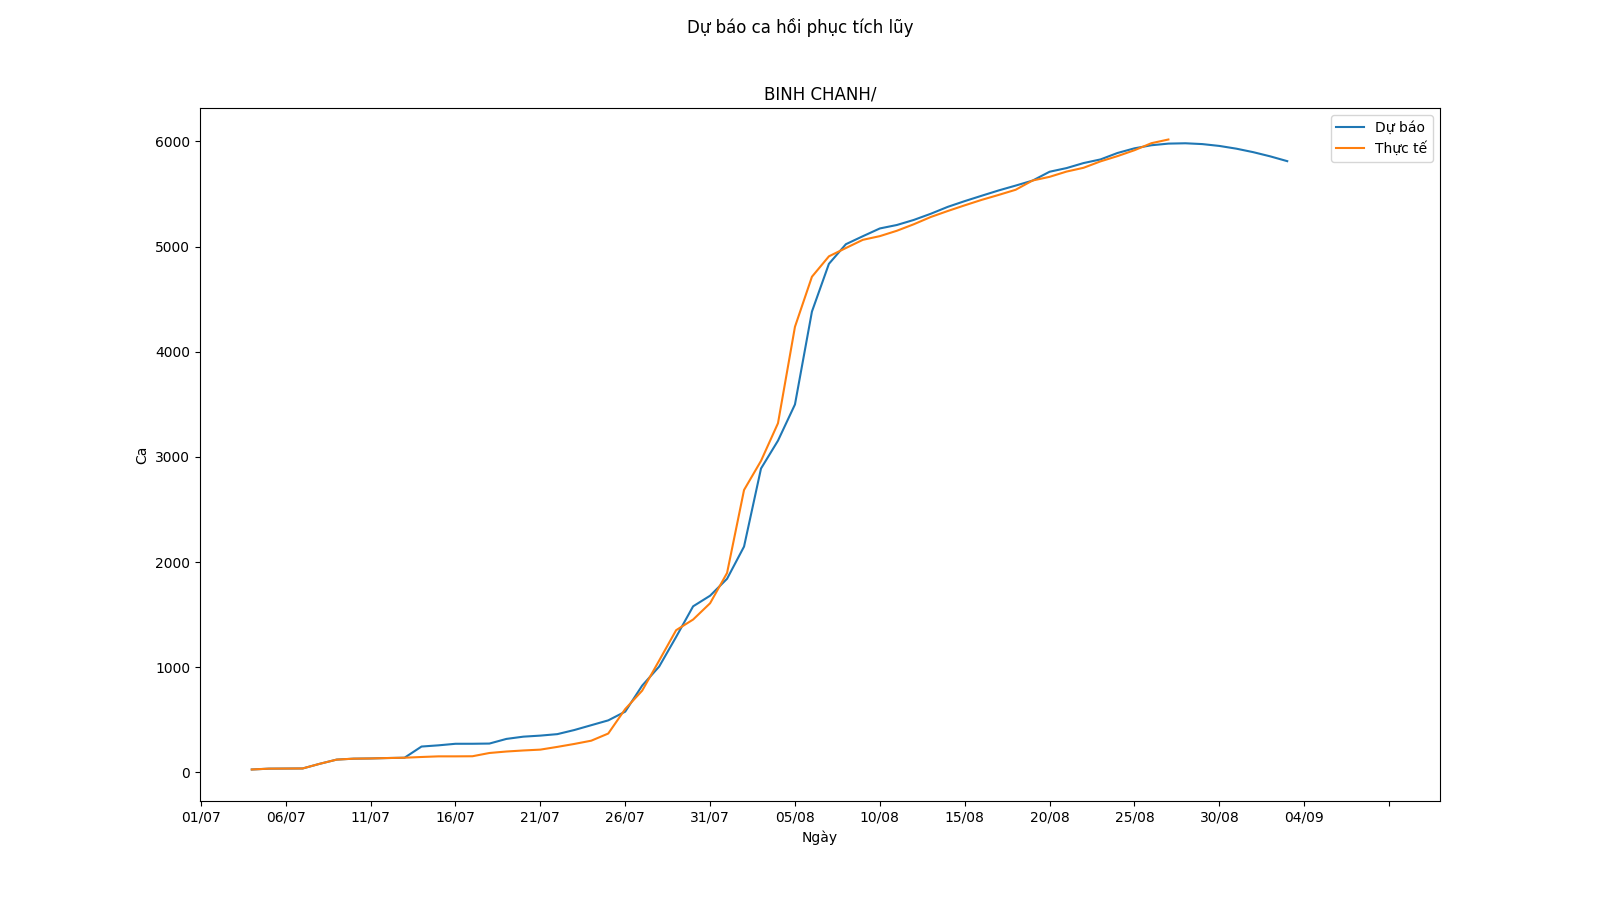 Dự báo ca hồi phục tích lũy
BINH CHANH/
Dự báo
Thực tế
6000
5000
4000
3000
2000
1000
0
Ca
01/07 06/07 11/07 16/07 21/07 26/07 31/07 05/08 10/08 15/08 20/08 25/08 30/08 04/09
Ngày